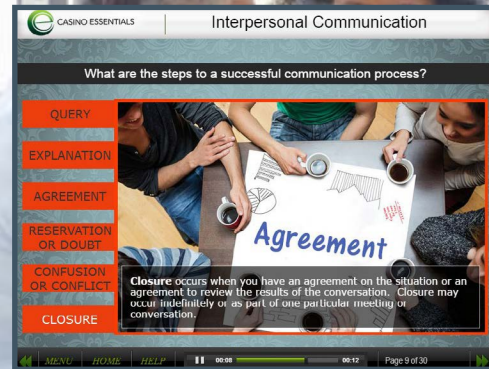 CASINO ESSENTIALS
Interpersonal Communication
What are the steps to a successful communication process?
QUERY
EXPLANATION
AGREEMENT
RESERVATION
OR DOUBT
CONFUSION
OR CONFLICT
CLOSURE
Agreement
Closure occurs when you have an agreement on the situation or an
agreement to review the results of the conversation. Closure may
occur indefinitely or as part of one particular meeting or
conversation.
MENU HOME HELP 00:08 00:12 Page 9 of 30